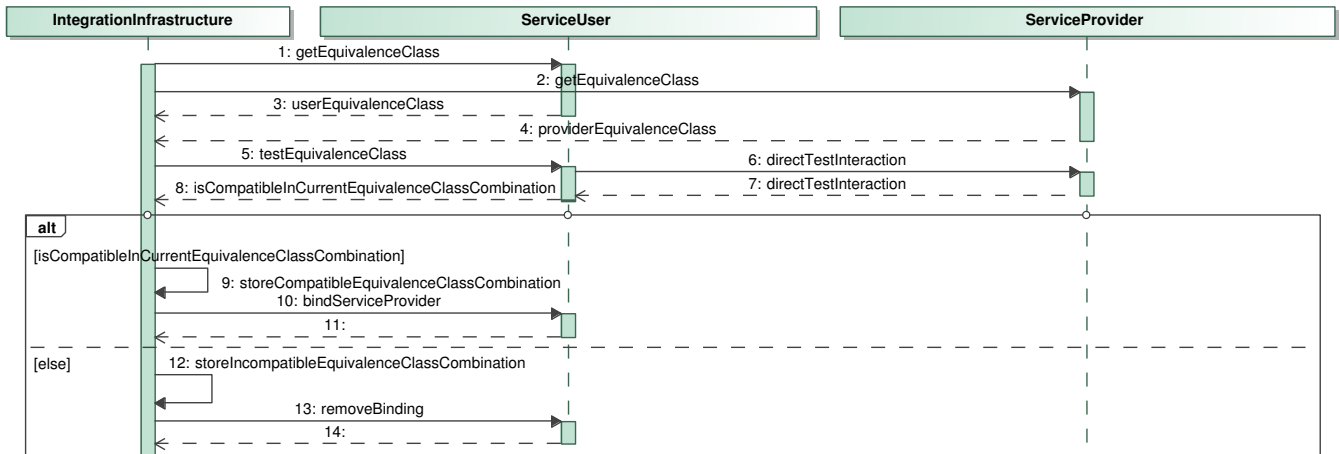 IntegrationInfrastructure
ServiceUser
ServiceProvider
1: getEquivalenceClass
2: getEquivalenceClass
3: userEquivalenceClass
4: providerEquivalenceClass
5: testEquivalenceClass
6: directTestInteraction
7: directTestInteraction
8: isCompatibleInCurrentEquivalenceClassCombination
alt
[isCompatibleInCurrentEquivalenceClassCombination]
9: storeCompatibleEquivalenceClassCombination
10: bindServiceProvider
11:
[else]
12: storeIncompatibleEquivalenceClassCombination
13: removeBinding
14: